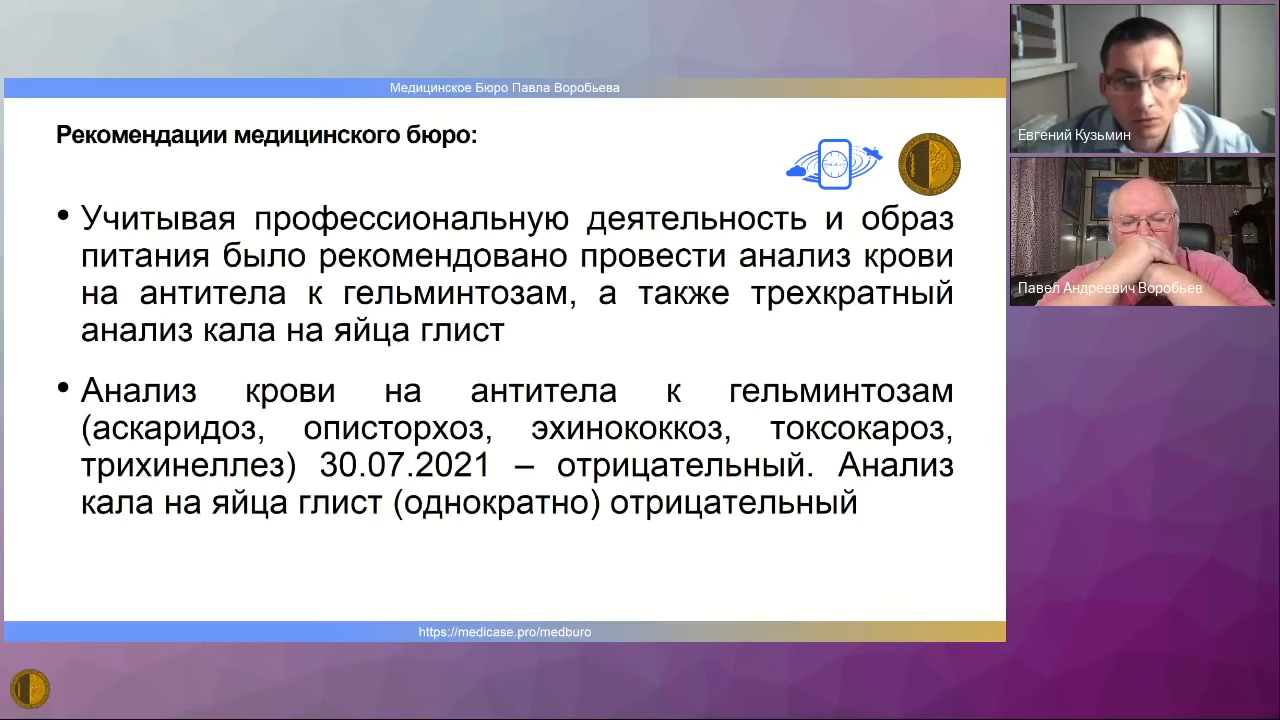 Медицинское Бюро Павла Воробьева
Рекомендации медицинского бюро:
• Учитывая профессиональную деятельность и образ
питания было рекомендовано провести анализ крови
на антитела к гельминтозам, а также трехкратный
анализ кала на яйца глист
• Анализ крови на антитела к гельминтозам
(аскаридоз, описторхоз, эхинококкоз, токсокароз,
трихинеллез) 30.07.2021 – отрицательный. Анализ
кала на яйца глист (однократно) отрицательный
https://medicase.pro/medburo
Евгений Кузьмин
Павел Андреевич Воробьев